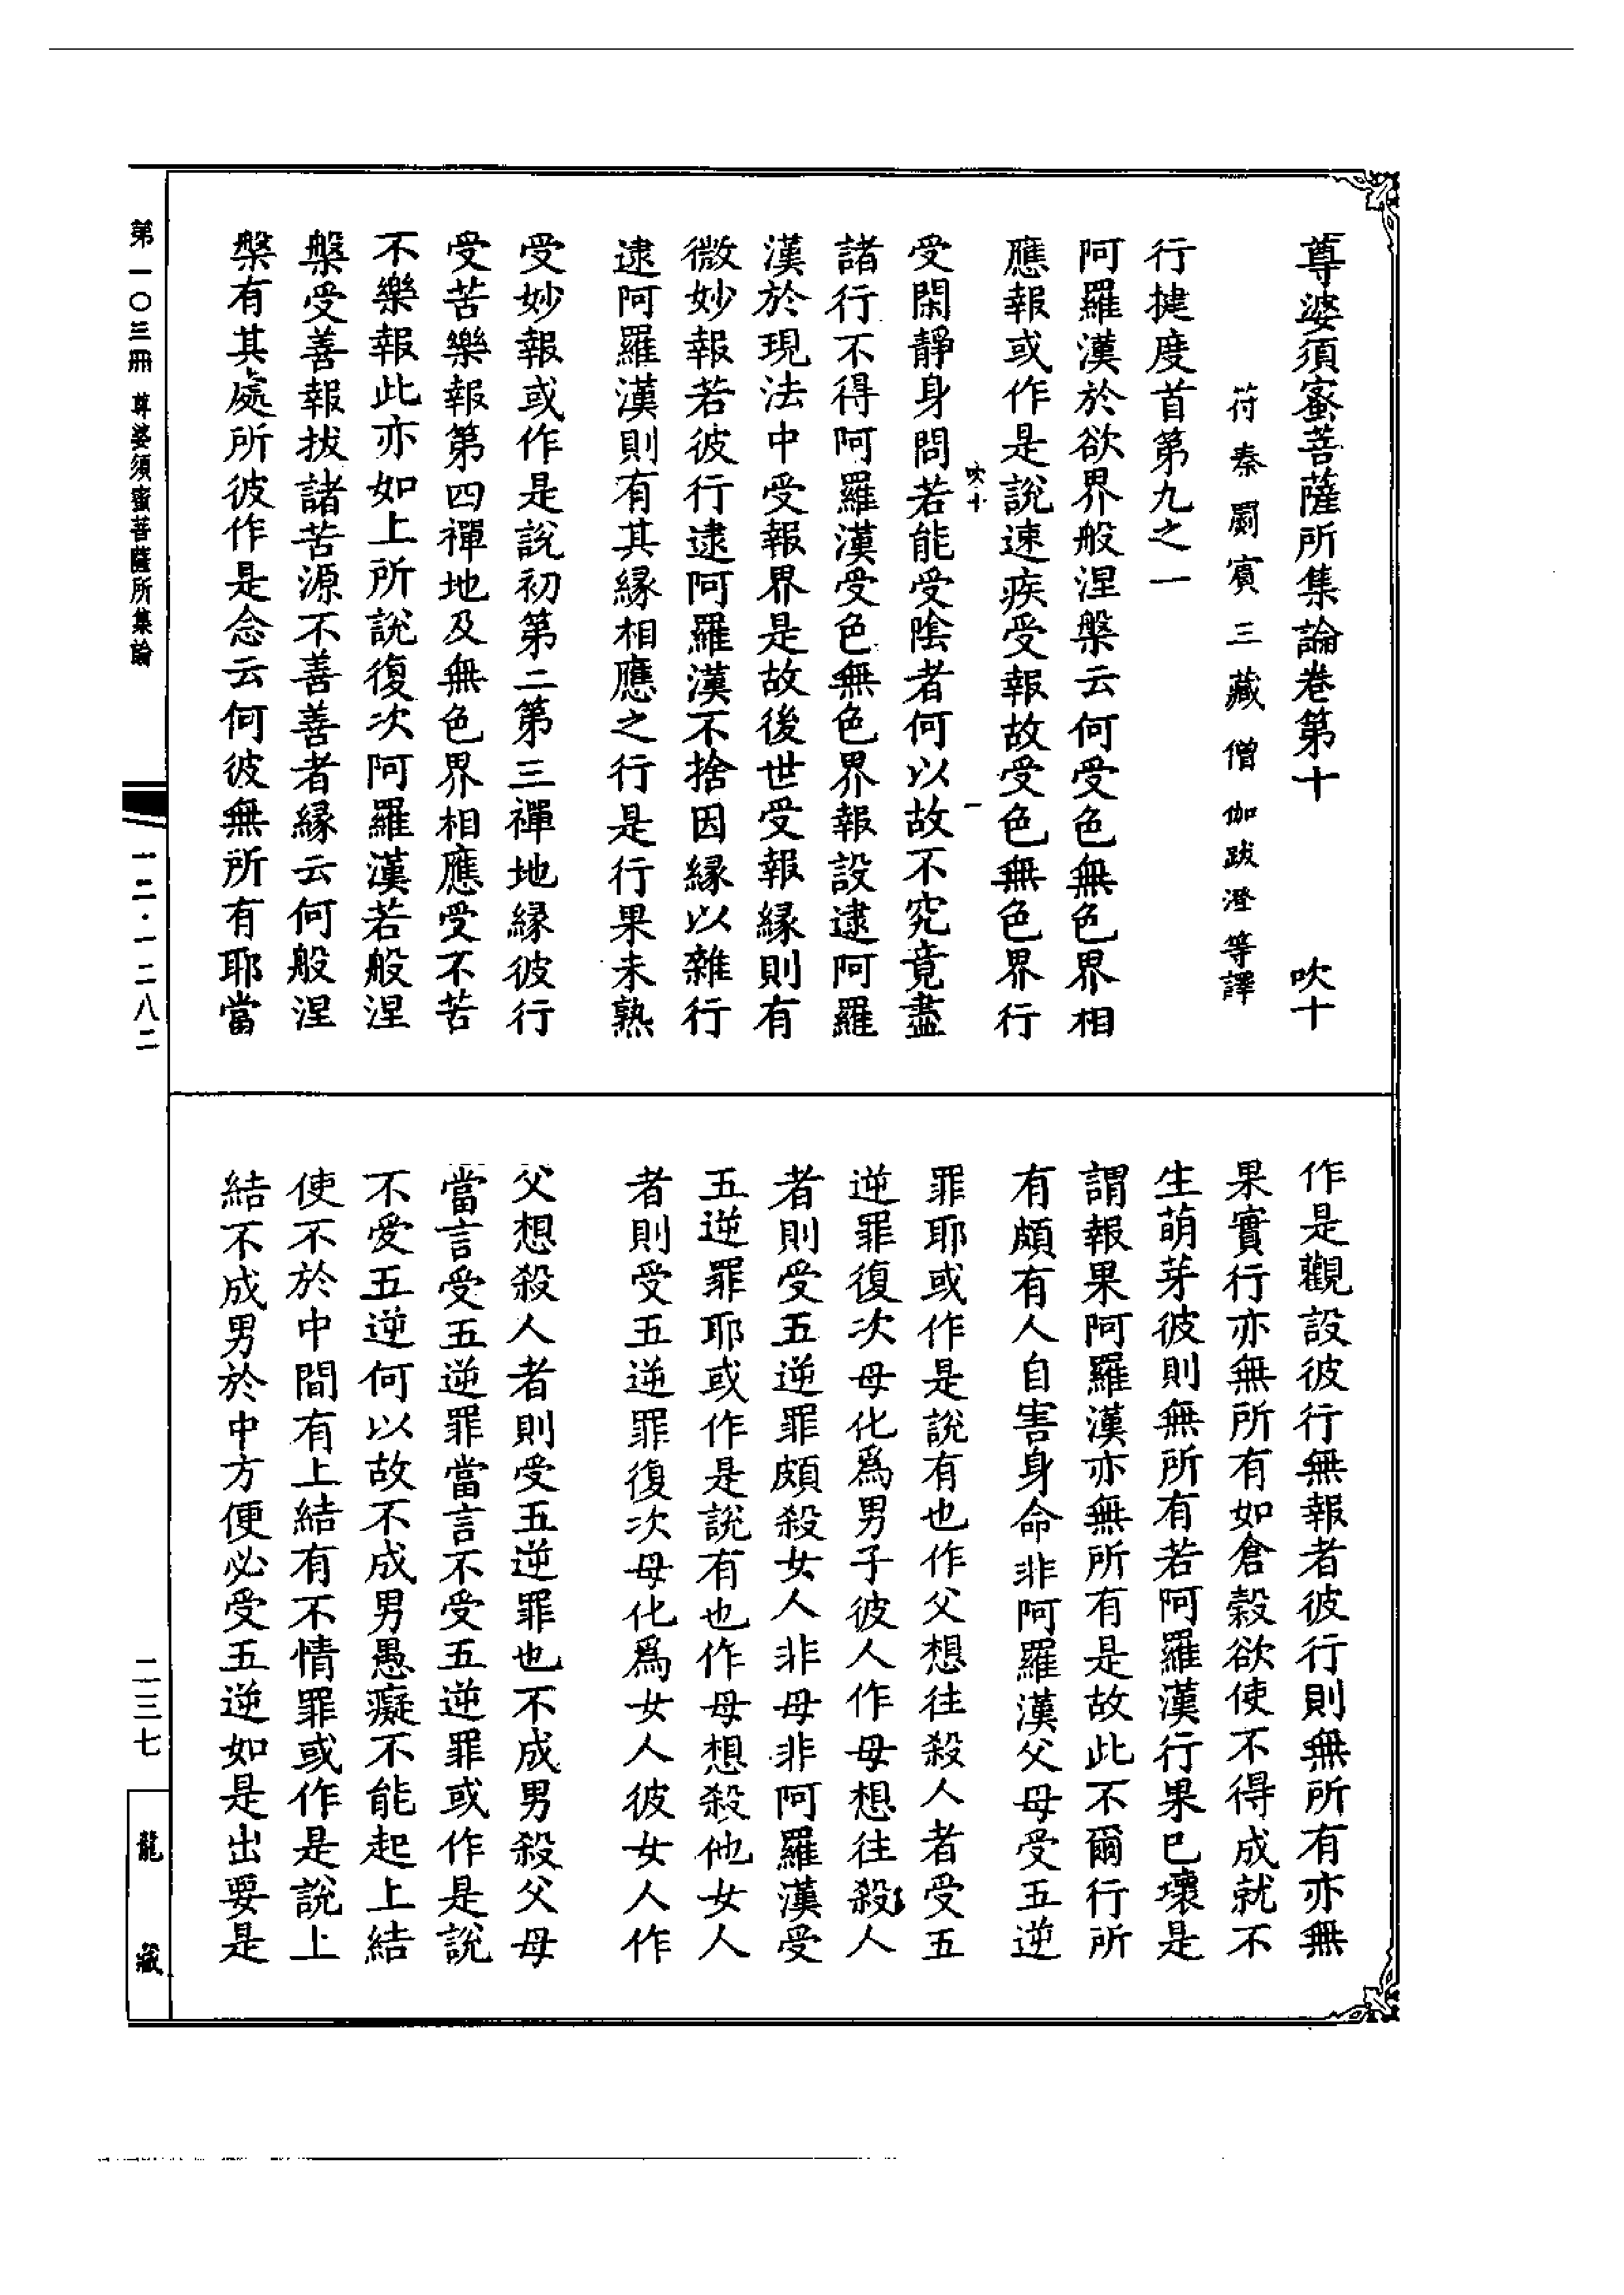 尊婆須蜜菩薩所集論卷第十 吹十
符秦罽賓三藏僧伽跋澄等譯
行揵度首第九之一
阿羅漢於欲界般涅槃云何受色無色界相
應報或作是說速疾受報故受色無色界行
吹十 一
受閑靜身問若能受陰者何以故不究竟盡
諸行不得阿羅漢受色無色界報設逮阿羅
漢於現法中受報界是故後世受報緣則有
微妙報若彼行逮阿羅漢不捨因緣以雜行
逮阿羅漢則有其緣相應之行是行果未熟
受妙報或作是說初第二第三禪地緣彼行
受苦樂報第四禪地及無色界相應受不苦
不樂報此亦如上所說復次阿羅漢若般涅
槃受善報拔諸苦源不善善者緣云何般涅
槃有其處所彼作是念云何彼無所有耶當
作是觀設彼行無報者彼行則無所有亦無
果實行亦無所有如倉穀欲使不得成就不
生萌芽彼則無所有若阿羅漢行果已壞是
謂報果阿羅漢亦無所有是故此不爾行所
有頗有人自害身命非阿羅漢父母受五逆
罪耶或作是說有也作父想往殺人者受五
逆罪復次母化爲男子彼人作母想往殺人
者則受五逆罪頗殺女人非母非阿羅漢受
五逆罪耶或作是說有也作母想殺他女人
者則受五逆罪復次母化爲女人彼女人作
父想殺人者則受五逆罪也不成男殺父母
當言受五逆罪當言不受五逆罪或作是說
不受五逆何以故不成男愚癡不能起上結
使不於中間有上結有不情罪或作是說上
結不成男於中方便必受五逆如是出要是
第一〇三冊 尊婆須蜜菩薩所集論
一二·一二八二
二三七
龍藏